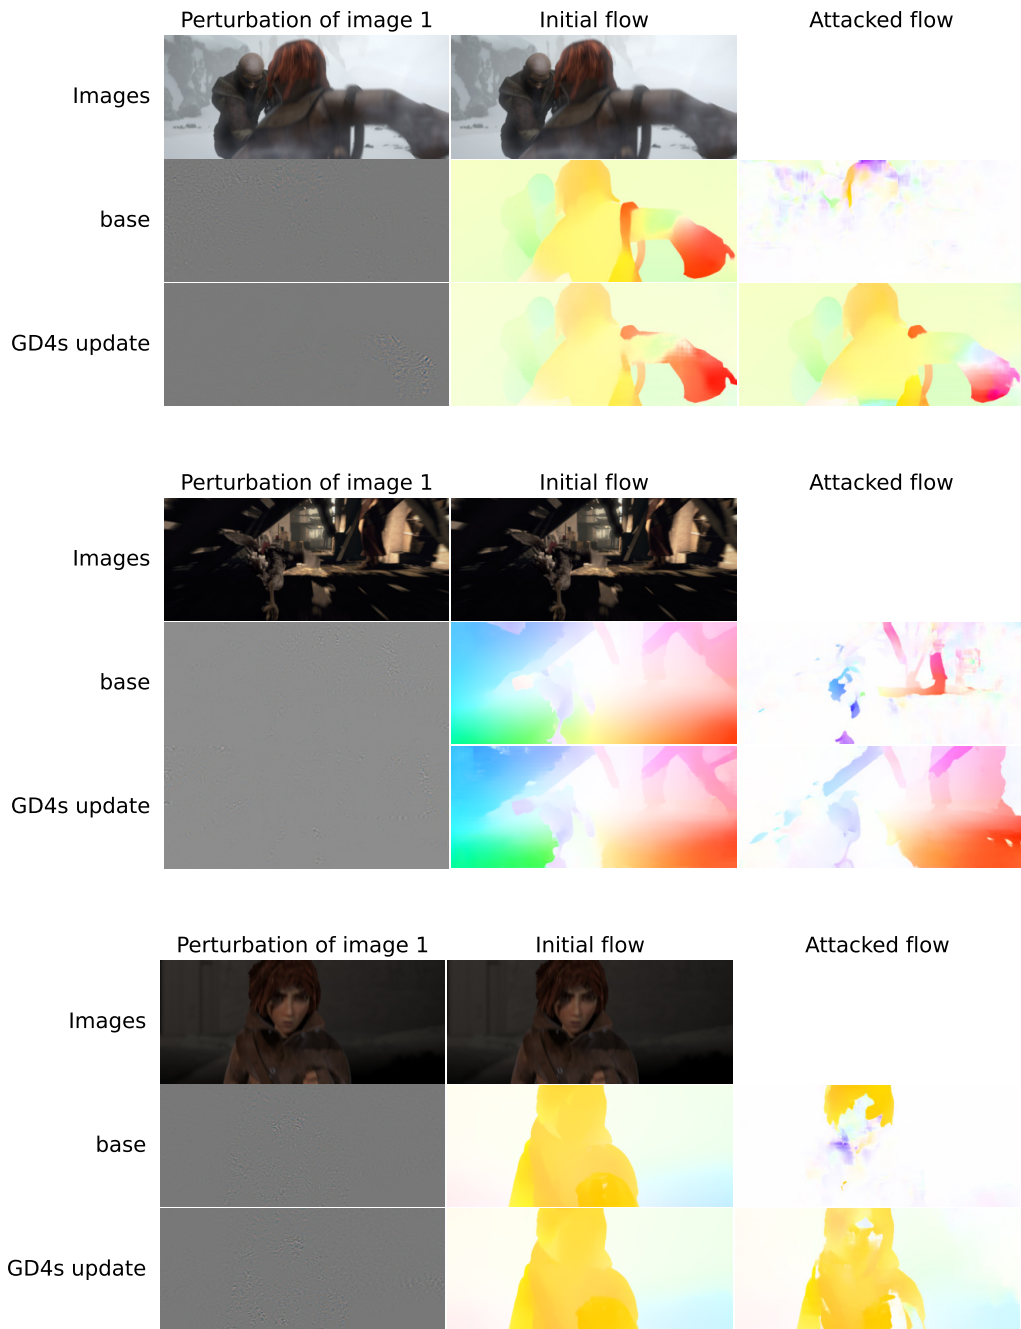 Perturbation of image 1 Initial flow Attacked flow
Images
base
GD4s update
Perturbation of image 1 Initial flow Attacked flow
Images
base
GD4s update
Perturbation of image 1 Initial flow Attacked flow
Images
base
GD4s update